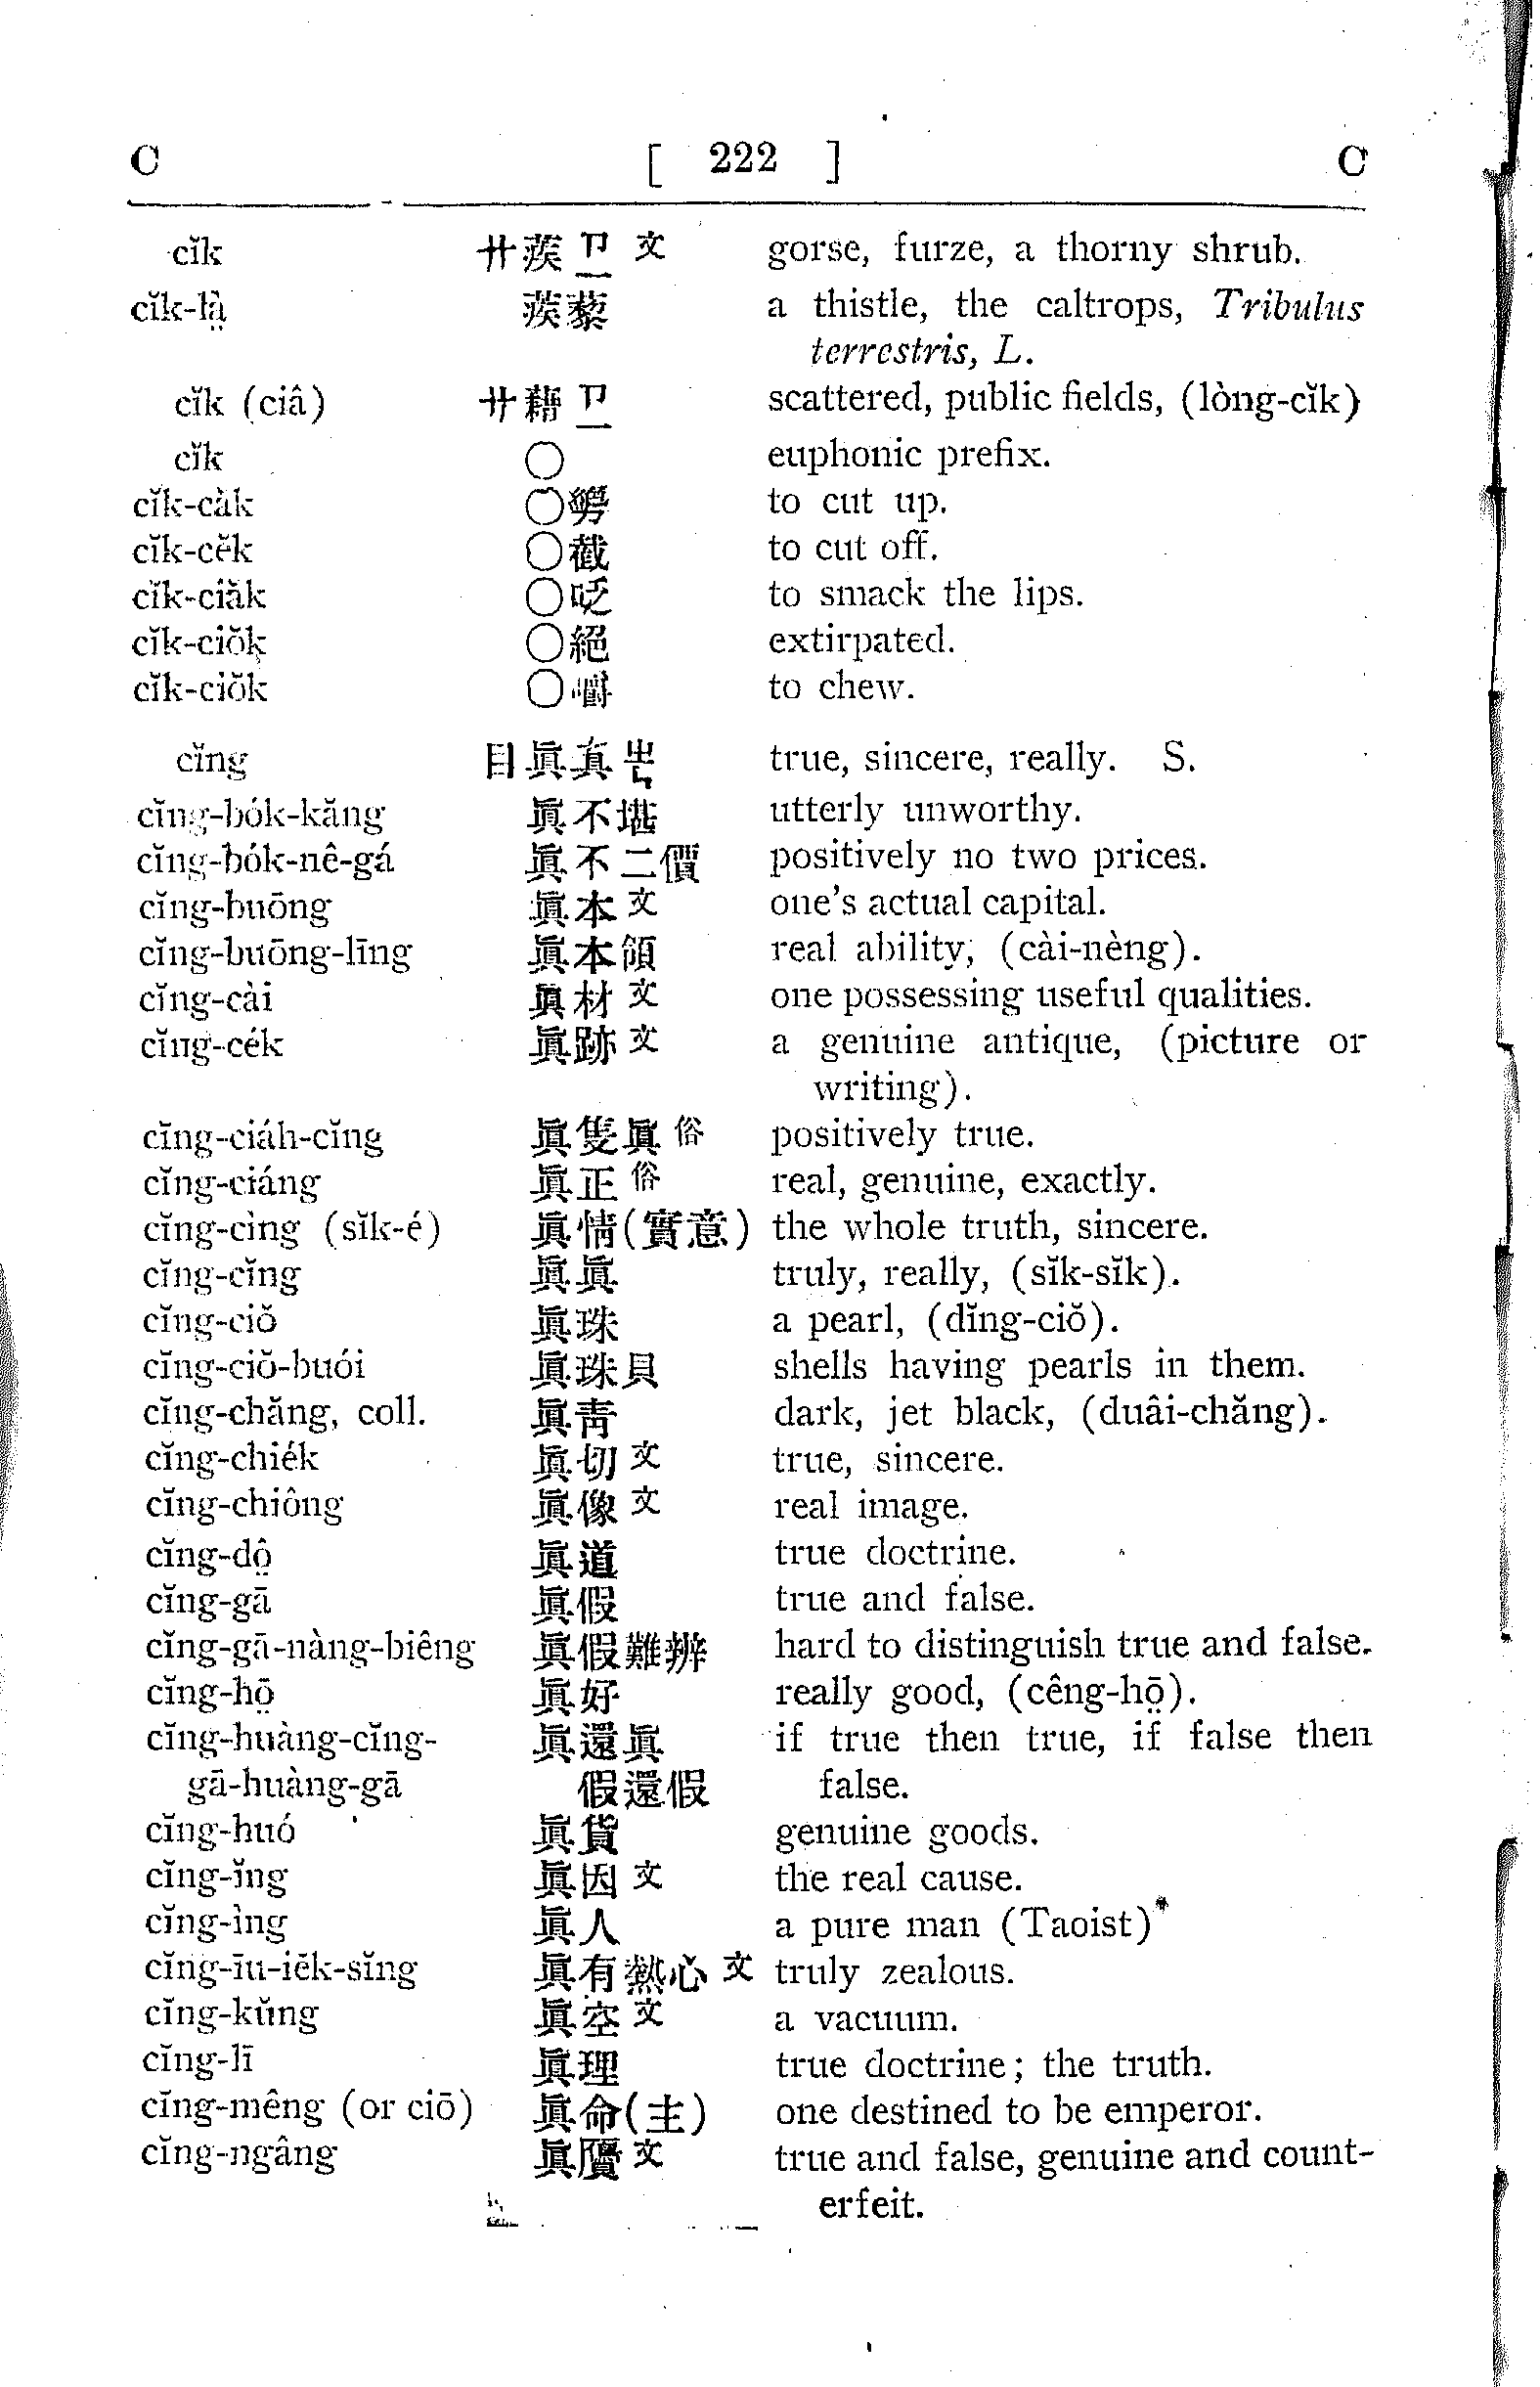 C [ 222 ] C
cĭk 艹蒺ㄗ一 文 gorse, furze, a thorny shrub.
cĭk-là̤ 蒺藜 a thistle, the caltrops, Tribulus
terrestris, L.
cĭk (ciâ) 艹藉ㄗ一 scattered, public fields, (lòng-cĭk)
cĭk ○ euphonic prefix.
cĭk-càk ○ to cut up.
cĭk-cĕk ○截 to cut off.
cĭk-ciăk ○眨 to smack the lips.
cĭk-ciŏk ○絕 extirpated.
cĭk-ciŏk ○嚼 to chew.
cĭng 目眞真ㄓㄣ true, sincere, really. S.
cĭng-bók-kăng 眞不堪 utterly unworthy.
cĭng-bók-nê-gá 眞不二價 positively no two prices.
cĭng-buōng 眞本 文 one's actual capital.
cĭng-buōng-līng 眞本領 real ability, (cài-nèng).
cĭng-cài 眞材 文 one possessing useful qualities.
cĭng-cék 眞跡 文 a genuine antique, (picture or
writing).
cĭng-ciáh-cĭng 眞隻眞 俗 positively true.
cĭng-ciáng 眞正 俗 real, genuine, exactly.
cĭng-cìng (sĭk-é) 眞情(實意) the whole truth, sincere.
cĭng-cĭng 眞眞 truly, really, (sĭk-sĭk).
cĭng-ciŏ 眞珠 a pearl, (dĭng-ciŏ).
cĭng-ciŏ-buói 眞珠貝 shells having pearls in them.
cĭng-chăng, coll. 眞靑 dark, jet black, (duâi-chăng).
cĭng-chiék 眞切 文 true, sincere.
cĭng-chiông 眞像 文 real image.
cĭng-dô̤ 眞道 true doctrine.
cĭng-gā 眞假 true and false.
cĭng-gā-nàng-biêng 眞假難辨 hard to distinguish true and false.
cĭng-hō̤ 眞好 really good, (cêng-hō̤).
cĭng-huàng-cĭng- 眞還眞 if true then true, if false then
gā-huàng-gā 假還假 false.
cĭng-huó 眞貨 genuine goods.
cĭng-ĭng 眞因 文 the real cause.
cĭng-ìng 眞人 a pure man (Taoist)
cĭng-īu-iĕk-sĭng 眞有熱心 文 truly zealous.
cĭng-kŭng 眞空 文 a vacuum.
cĭng-lī 眞理 true doctrine; the truth.
cĭng-mêng (or ciō) 眞命(主) one destined to be emperor.
cĭng-ngâng 眞贗 文 true and false, genuine and count-
erfeit.